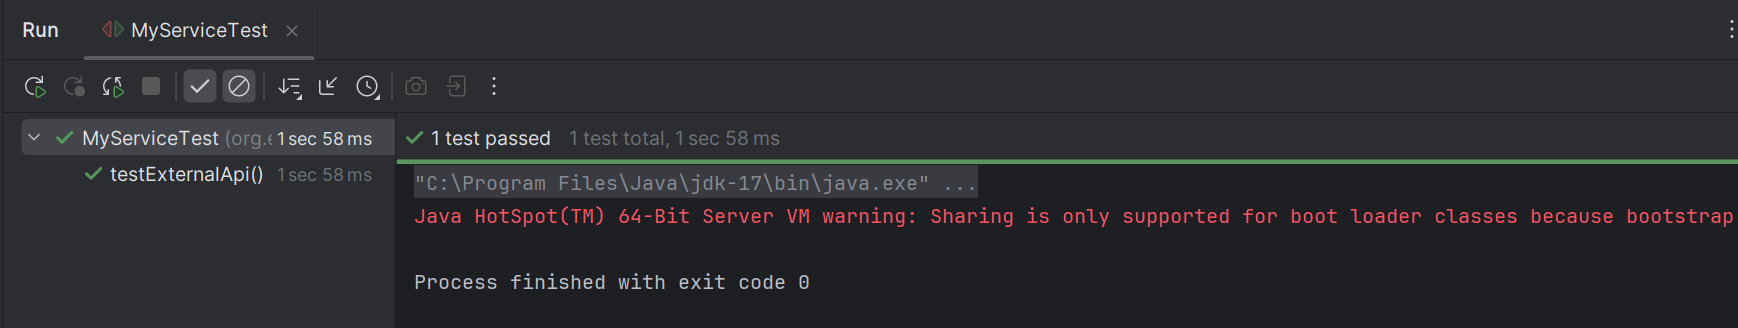 Run MyServiceTest
MyServiceTest (org.e 1 sec 58 ms
testExternalApi() 1 sec 58 ms
1 test passed 1 test total, 1 sec 58 ms
"C:\Program Files\Java\jdk-17\bin\java.exe" ...
Java HotSpot(TM) 64-Bit Server VM warning: Sharing is only supported for boot loader classes because bootstrap
Process finished with exit code 0